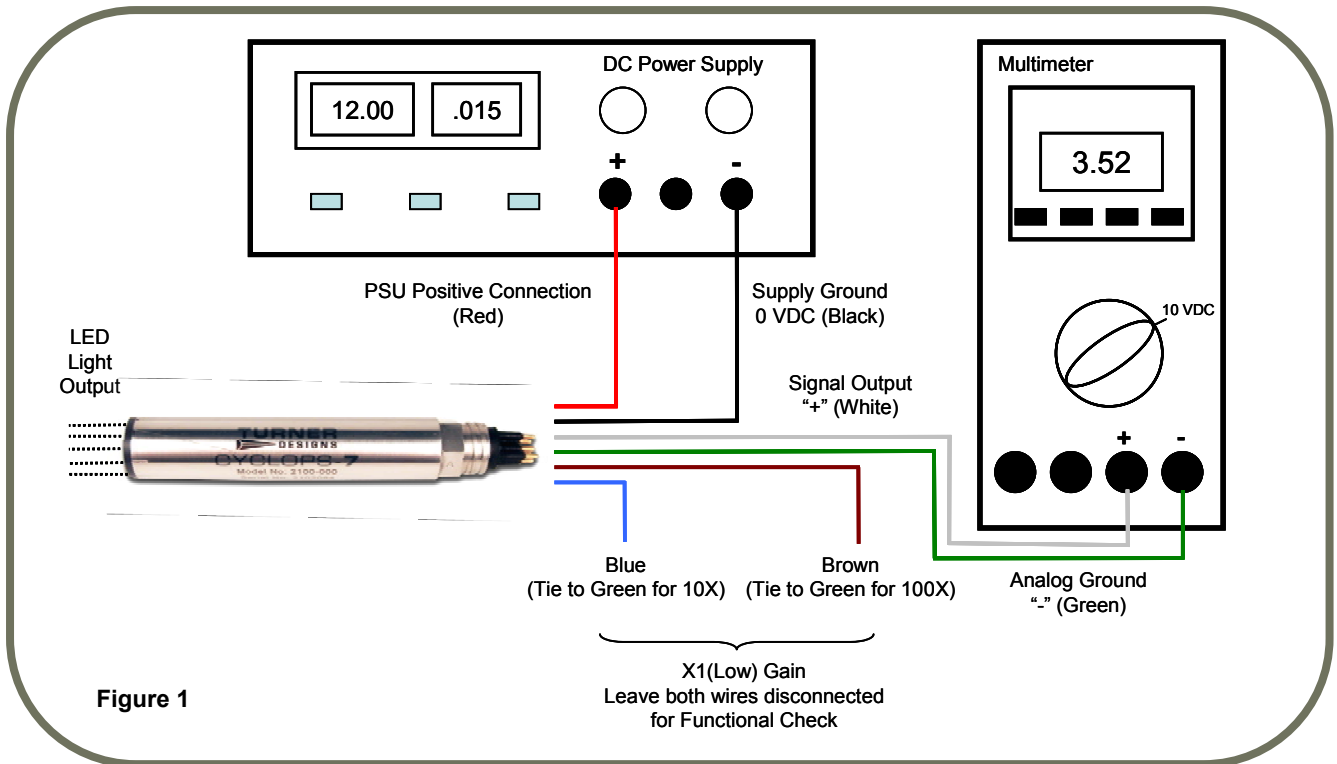 DC Power Supply
12.00
.015
+
-
Multimeter
3.52
10 VDC
+
-
PSU Positive Connection
(Red)
Supply Ground
0 VDC (Black)
LED
Light
Output
Signal Output
“+” (White)
TURNER
DESIGNS
CYCLOPS-7
Model No. 2100-000
Blue
(Tie to Green for 10X)
Brown
(Tie to Green for 100X)
Analog Ground
“-” (Green)
X1(Low) Gain
Leave both wires disconnected
for Functional Check
Figure 1